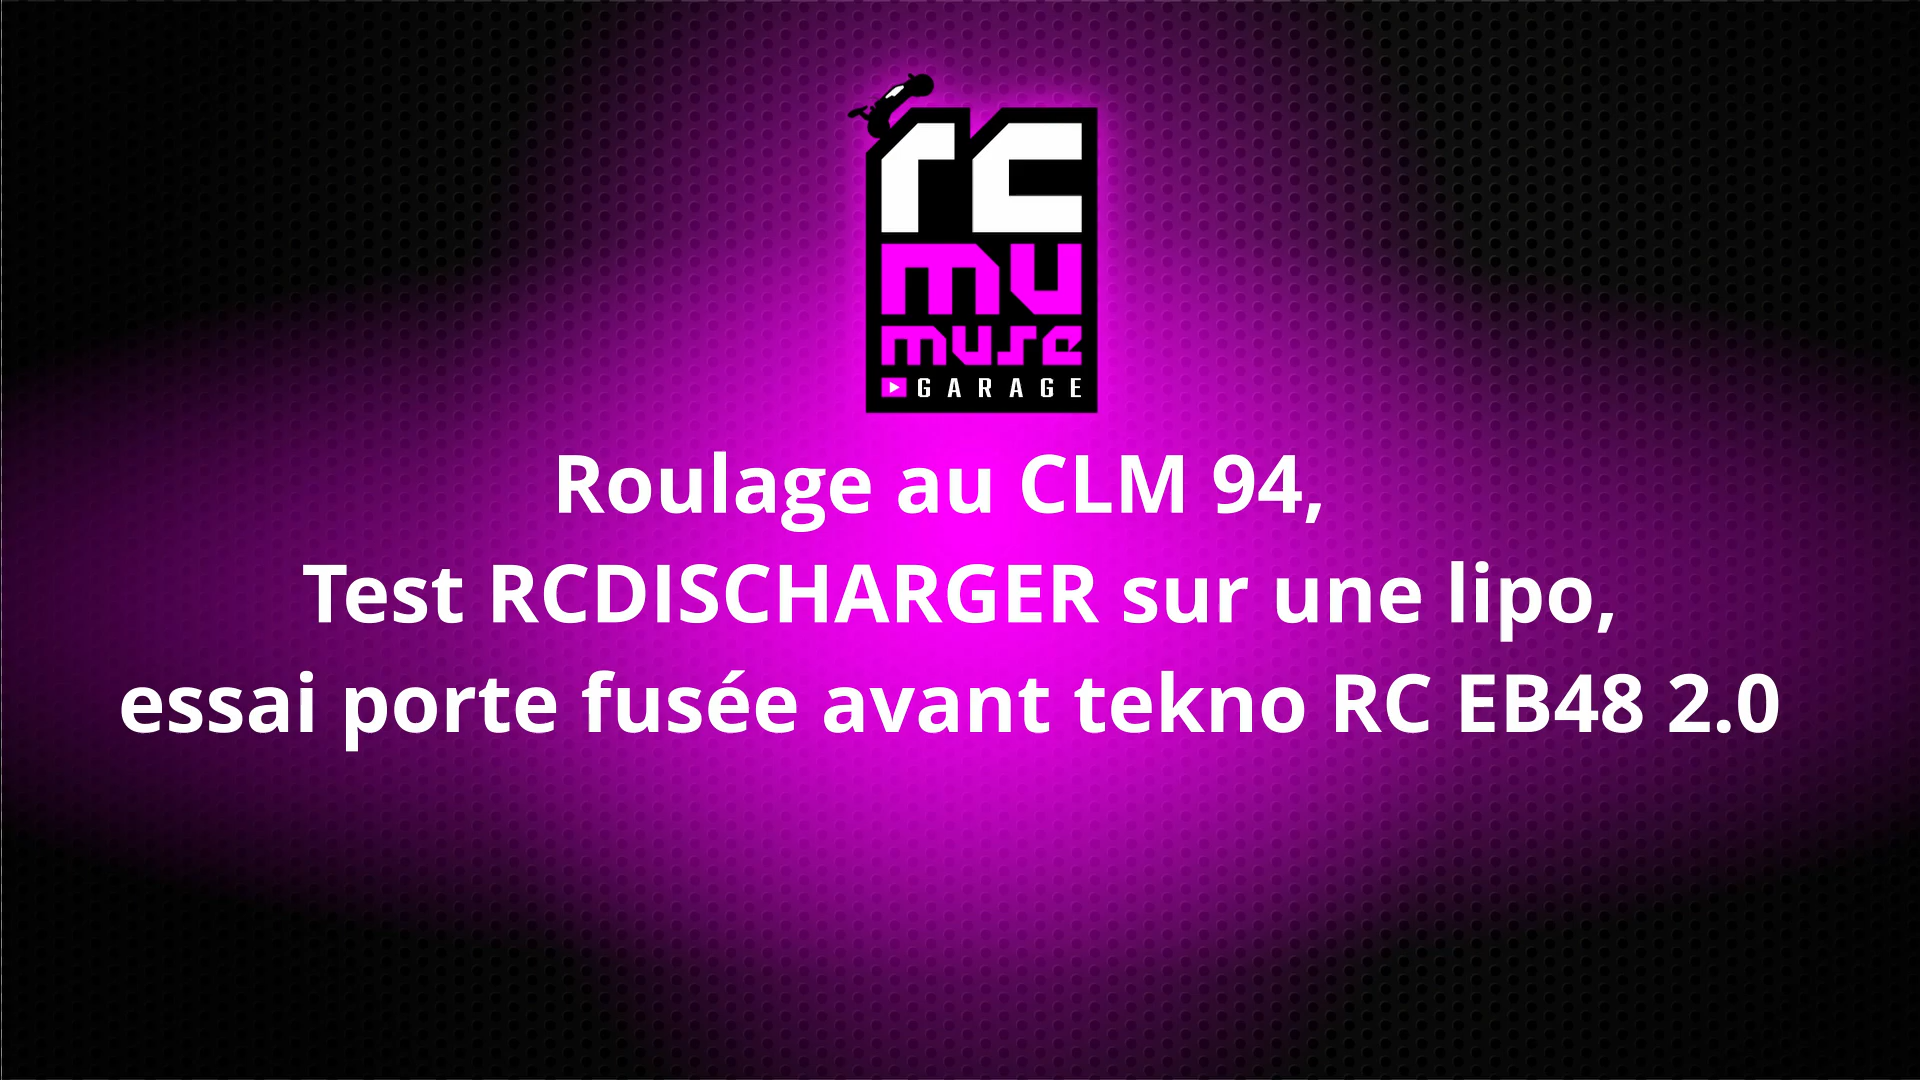 rc
mu
muse
GARAGE
Roulage au CLM 94,
Test RCDISCHARGER sur une lipo,
essai porte fusée avant tekno RC EB48 2.0